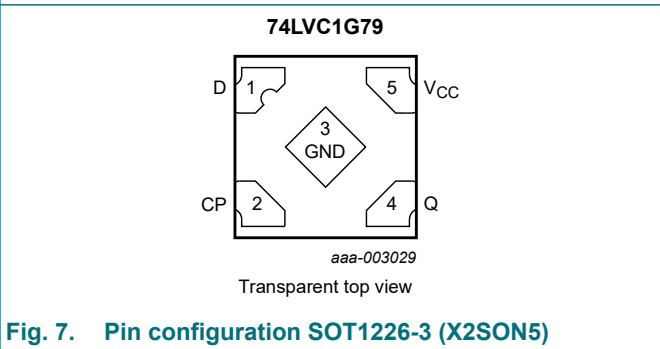 74LVC1G79
D 1 5 VCC
3
GND
CP 2 4 Q
aaa-003029
Transparent top view
Fig. 7. Pin configuration SOT1226-3 (X2SON5)